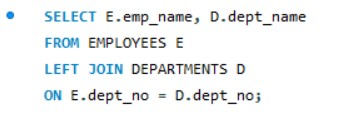 SELECT E.emp_name, D.dept_name
FROM EMPLOYEES E
LEFT JOIN DEPARTMENTS D
ON E.dept_no = D.dept_no;